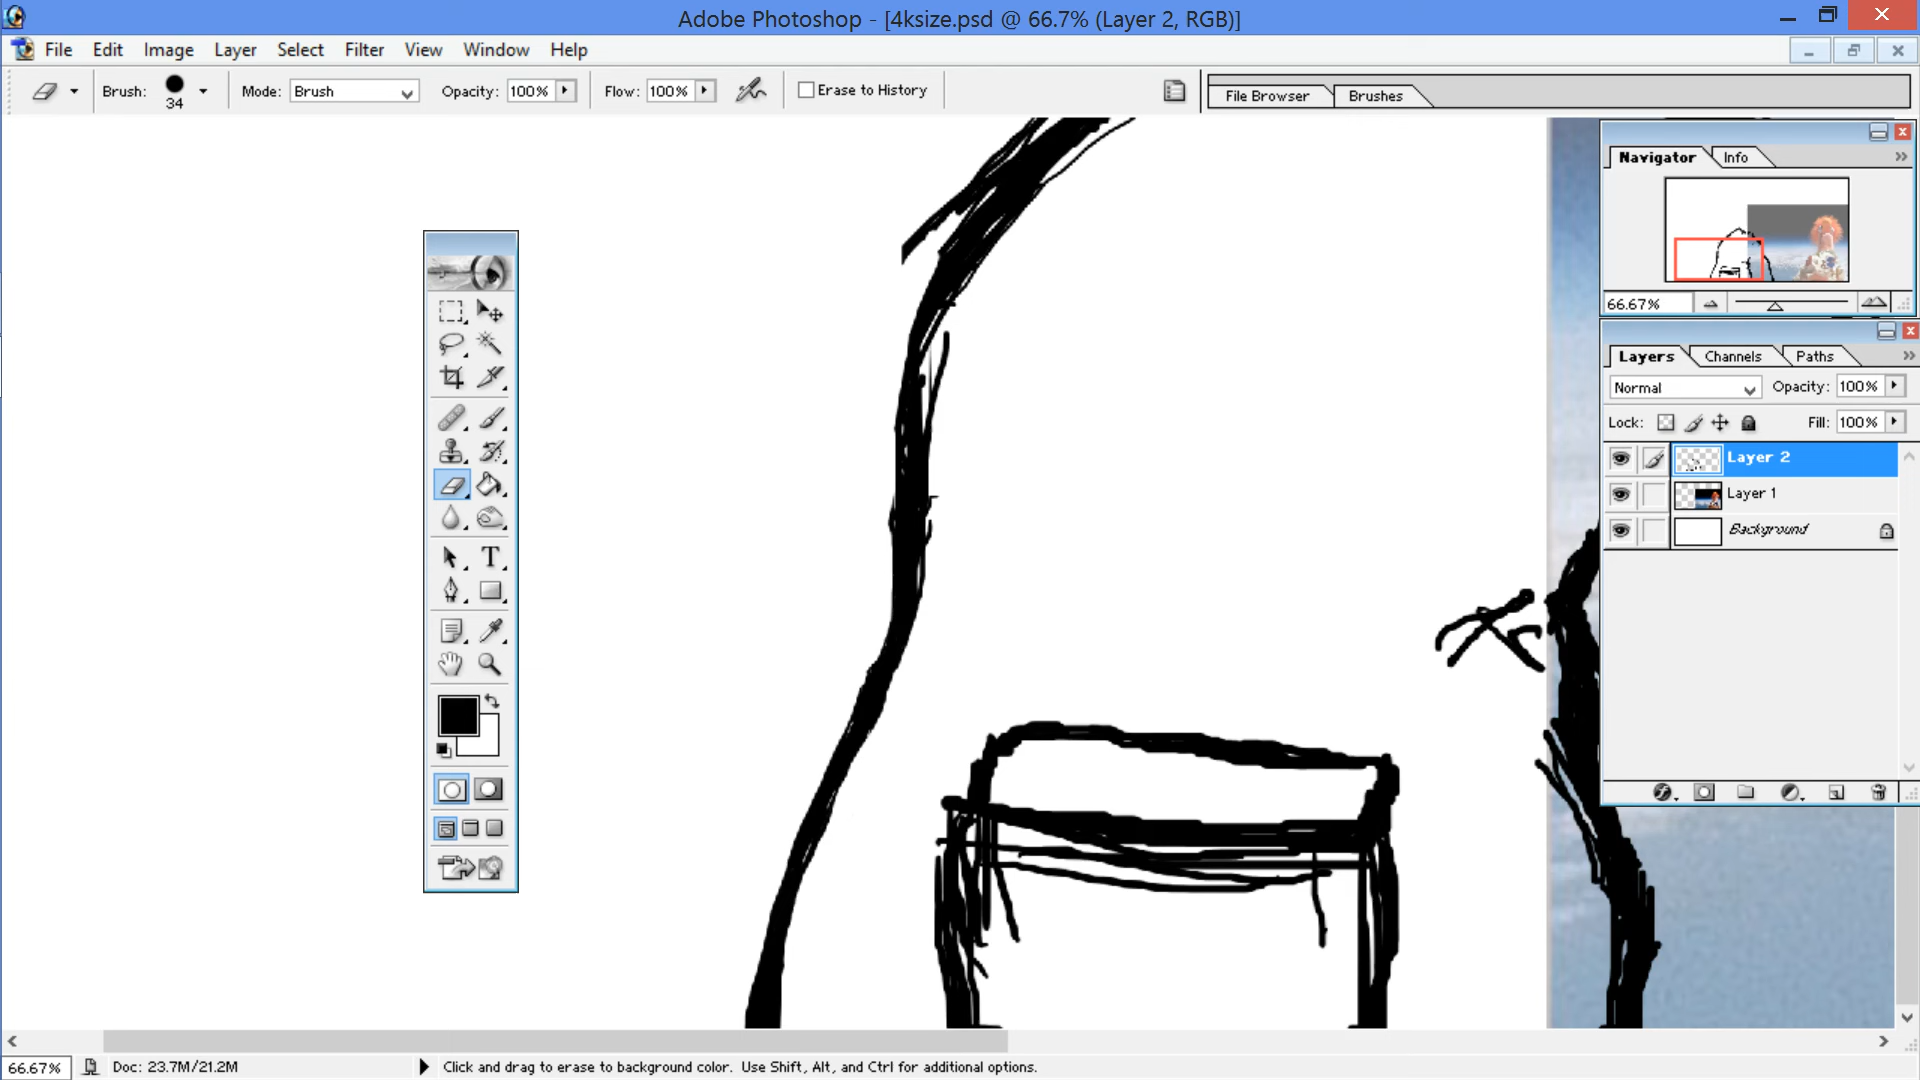 Adobe Photoshop - [4ksize.psd @ 66.7% (Layer 2, RGB)]
File Edit Image Layer Select Filter View Window Help
Brush: 34 Mode: Brush Opacity: 100% Flow: 100% Erase to History
File Browser Brushes
Navigator Info
66.67%
Layers Channels Paths
Normal Opacity: 100%
Lock: Fill: 100%
Layer 2
Layer 1
Background
T
66.67% Doc: 23.7M/21.2M Click and drag to erase to background color. Use Shift, Alt, and Ctrl for additional options.